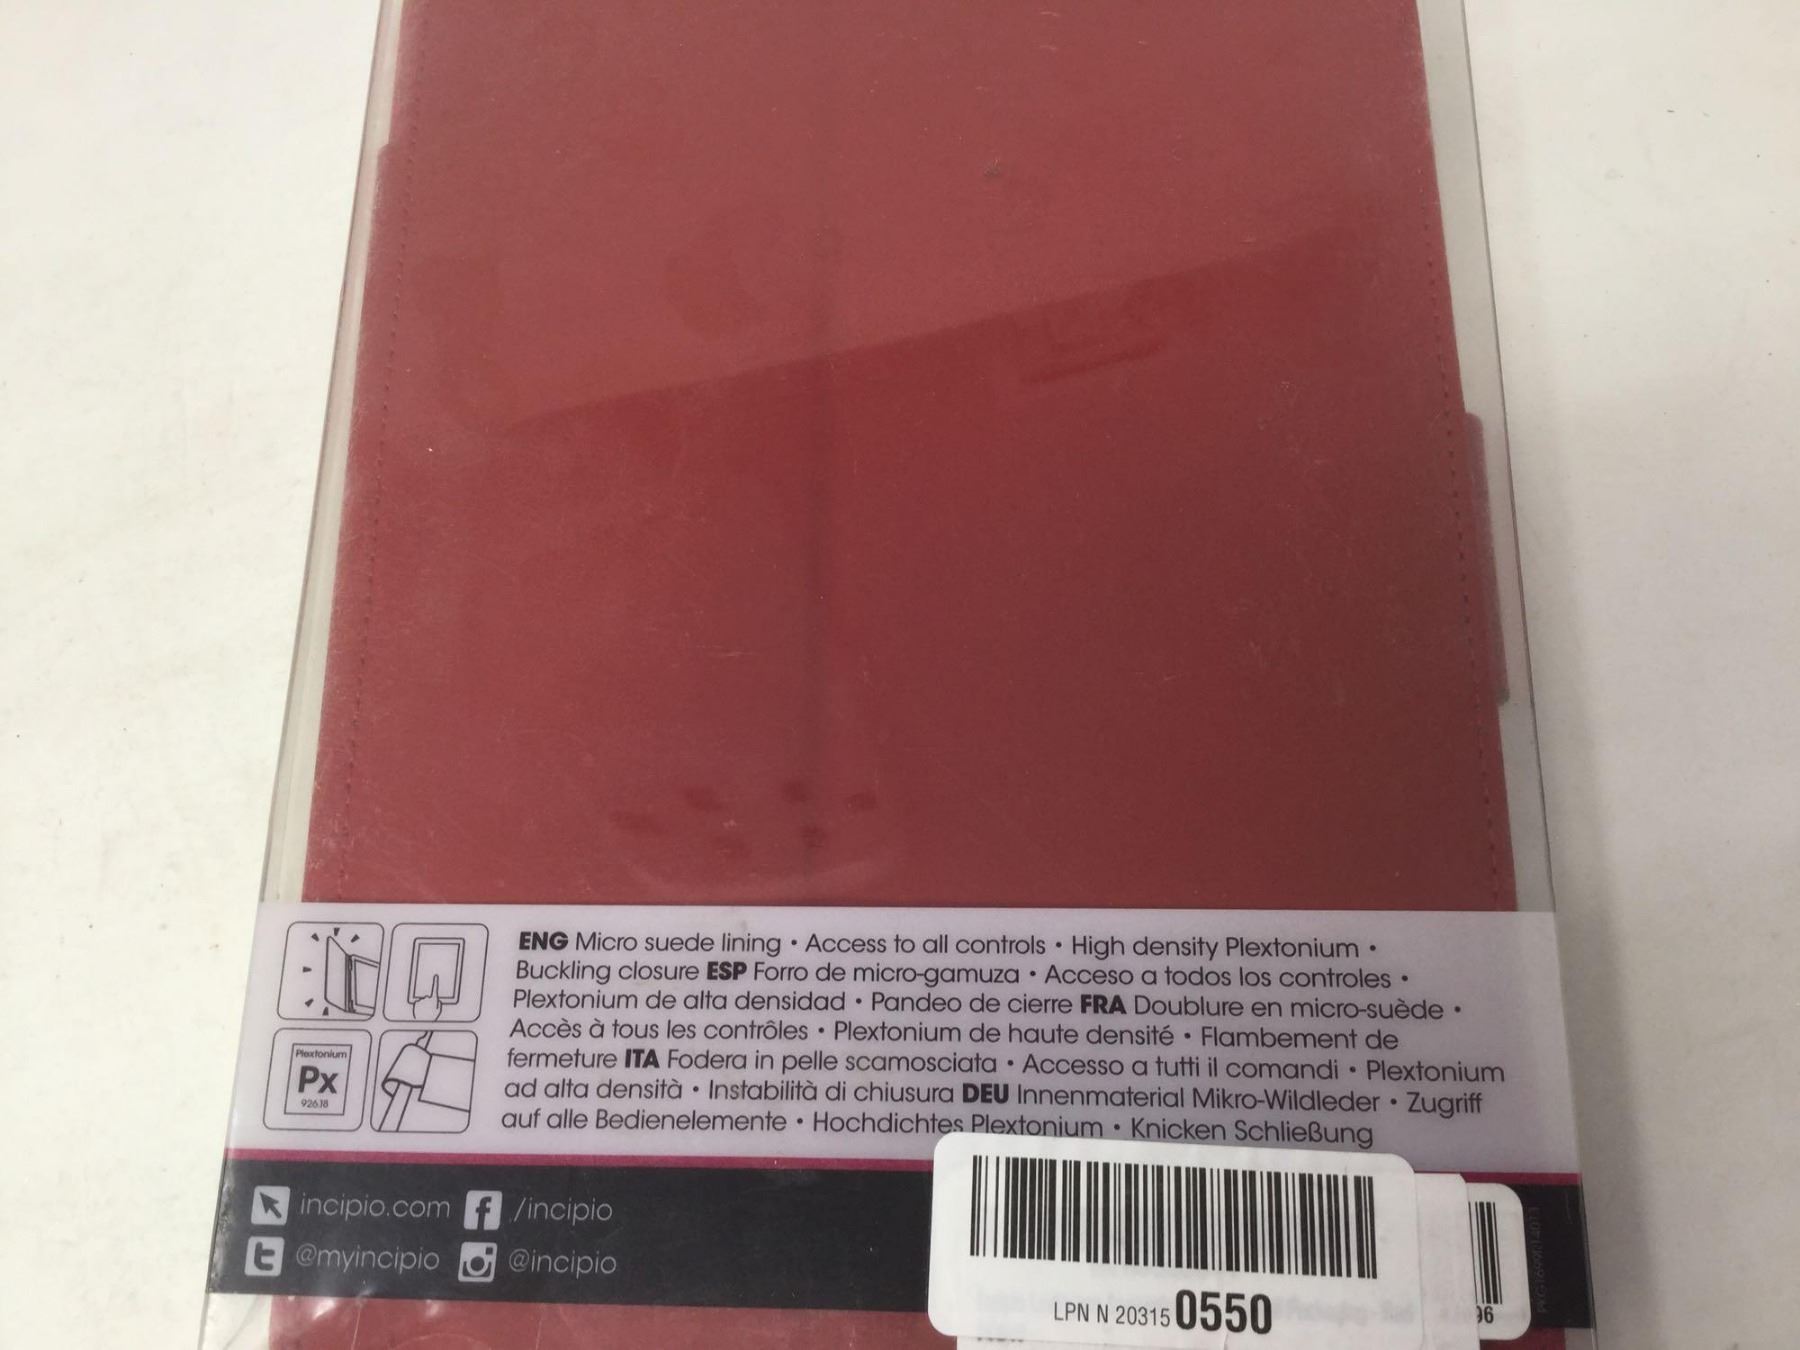 ENG Micro suede lining • Access to all controls • High density Plextonium •
Buckling closure ESP Forro de micro-gamuza • Acceso a todos los controles •
Plextonium de alta densidad • Pandeo de cierre FRA Doublure en micro-suède •
Accès à tous les contrôles • Plextonium de haute densité • Flambement de
fermeture ITA Fodera in pelle scamosciata • Accesso a tutti il comandi • Plextonium
ad alta densità • Instabilità di chiusura DEU Innenmaterial Mikro-Wildleder • Zugriff
auf alle Bedienelemente • Hochdichtes Plextonium • Knicken Schließung
Plextonium
Px
92618
incipio.com /incipio
@myincipio @incipio
LPN N 20315 0550
96